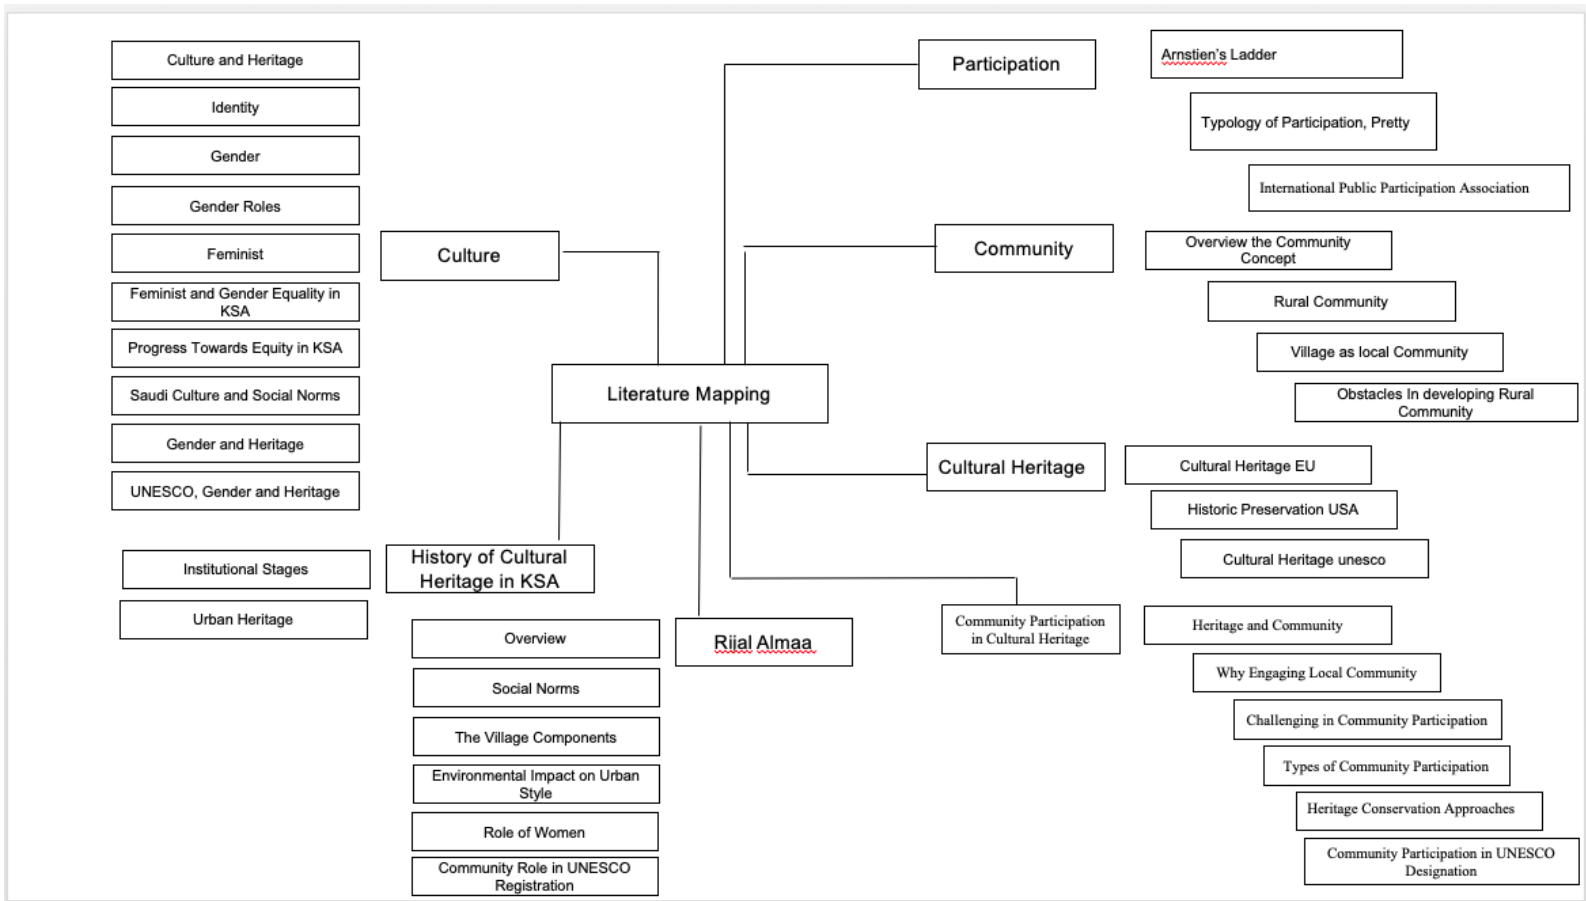 Culture and Heritage
Identity
Gender
Gender Roles
Feminist
Feminist and Gender Equality in
KSA
Progress Towards Equity in KSA
Saudi Culture and Social Norms
Gender and Heritage
UNESCO, Gender and Heritage
Culture
Institutional Stages
Urban Heritage
History of Cultural
Heritage in KSA
Overview
Social Norms
The Village Components
Environmental Impact on Urban
Style
Role of Women
Community Role in UNESCO
Registration
Rijal Almaa
Literature Mapping
Participation
Arnstien's Ladder
Typology of Participation, Pretty
International Public Participation Association
Community
Overview the Community
Concept
Rural Community
Village as local Community
Obstacles In developing Rural
Community
Cultural Heritage
Cultural Heritage EU
Historic Preservation USA
Cultural Heritage unesco
Community Participation
in Cultural Heritage
Heritage and Community
Why Engaging Local Community
Challenging in Community Participation
Types of Community Participation
Heritage Conservation Approaches
Community Participation in UNESCO
Designation